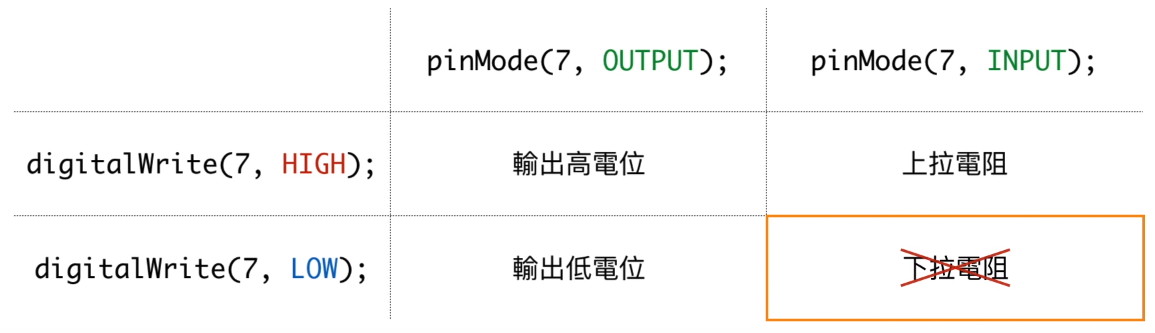 pinMode(7, OUTPUT); pinMode(7, INPUT);
digitalWrite(7, HIGH); 輸出高電位 上拉電阻
digitalWrite(7, LOW); 輸出低電位 下拉電阻